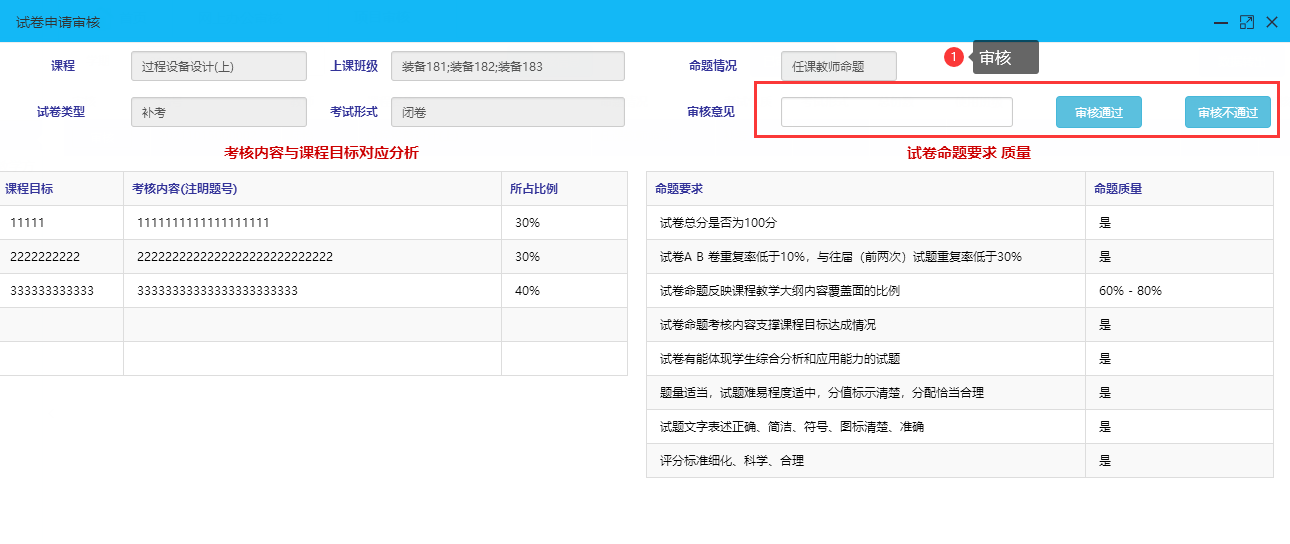 试卷申请审核
课程 过程设备设计(上) 上课班级 装备181;装备182;装备183 命题情况 任课教师命题 1 审核
试卷类型 补考 考试形式 闭卷 审核意见 审核通过 审核不通过
考核内容与课程目标对应分析
课程目标 考核内容(注明题号) 所占比例
11111 1111111111111111111 30%
2222222222 2222222222222222222222222222 30%
333333333333 33333333333333333333333 40%
试卷命题要求 质量
命题要求 命题质量
试卷总分是否为100分 是
试卷A B 卷重复率低于10%，与往届（前两次）试题重复率低于30% 是
试卷命题反映课程教学大纲内容覆盖面的比例 60% - 80%
试卷命题考核内容支撑课程目标达成情况 是
试卷有能体现学生综合分析和应用能力的试题 是
题量适当，试题难易程度适中，分值标示清楚，分配恰当合理 是
试题文字表述正确、简洁、符号、图标清楚、准确 是
评分标准细化、科学、合理 是